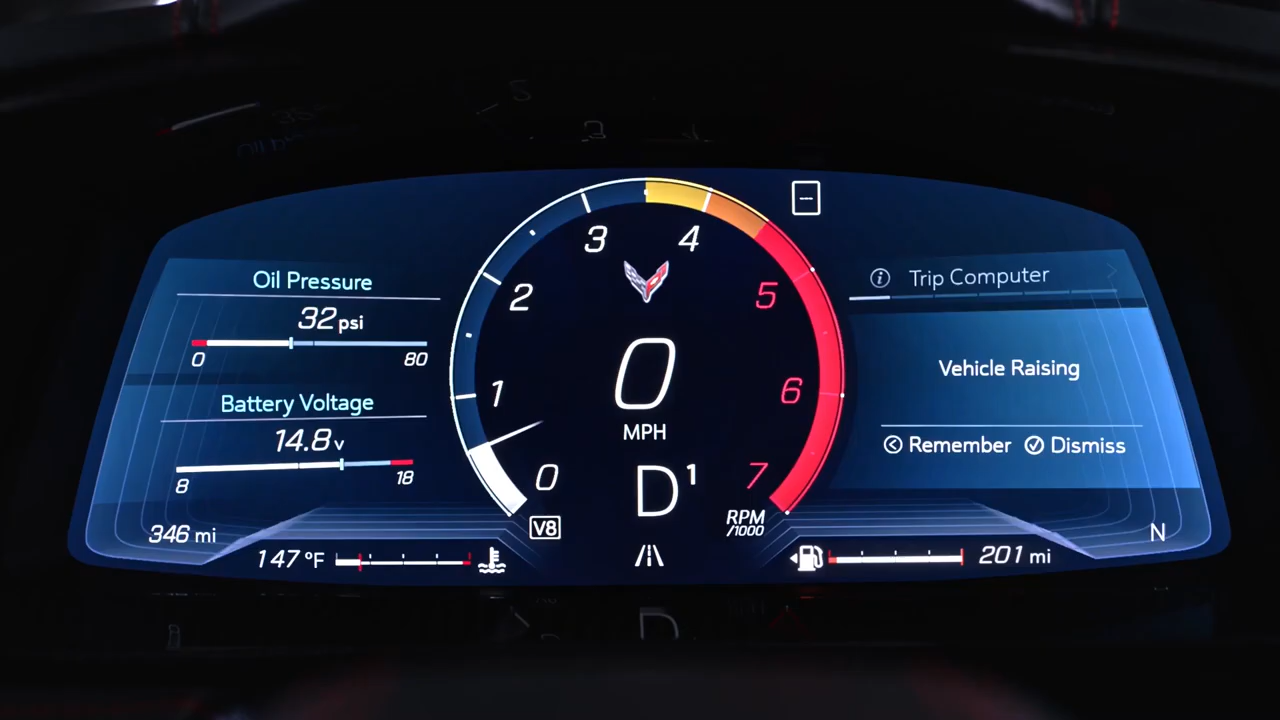 Oil Pressure
32 psi
0 80
Battery Voltage
14.8 v
8 18
346 mi
147 °F
0
1
2
3
4
5
6
7
RPM
/1000
0
MPH
D1
V8
--
Trip Computer
Vehicle Raising
Remember Dismiss
N
201 mi